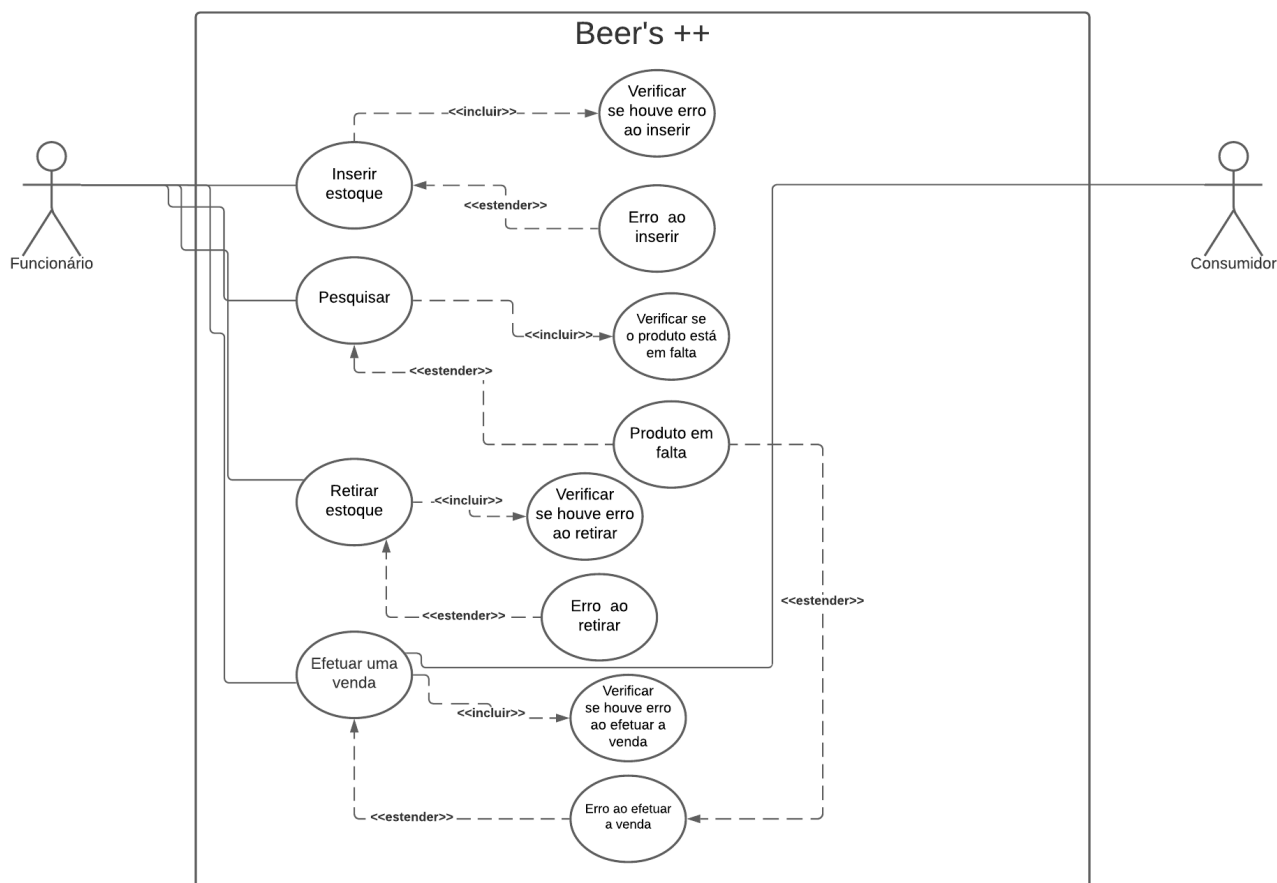 Beer's ++
Verificar
se houve erro
ao inserir
<<incluir>>
Inserir
estoque
<<estender>>
Erro ao
inserir
Funcionário
Consumidor
Pesquisar
Verificar se
o produto está
em falta
<<incluir>>
<<estender>>
Produto em
falta
Retirar
estoque
<<incluir>>
Verificar
se houve erro
ao retirar
<<estender>>
Erro ao
retirar
<<estender>>
Efetuar uma
venda
<<incluir>>
Verificar
se houve erro
ao efetuar a
venda
<<estender>>
Erro ao efetuar
a venda